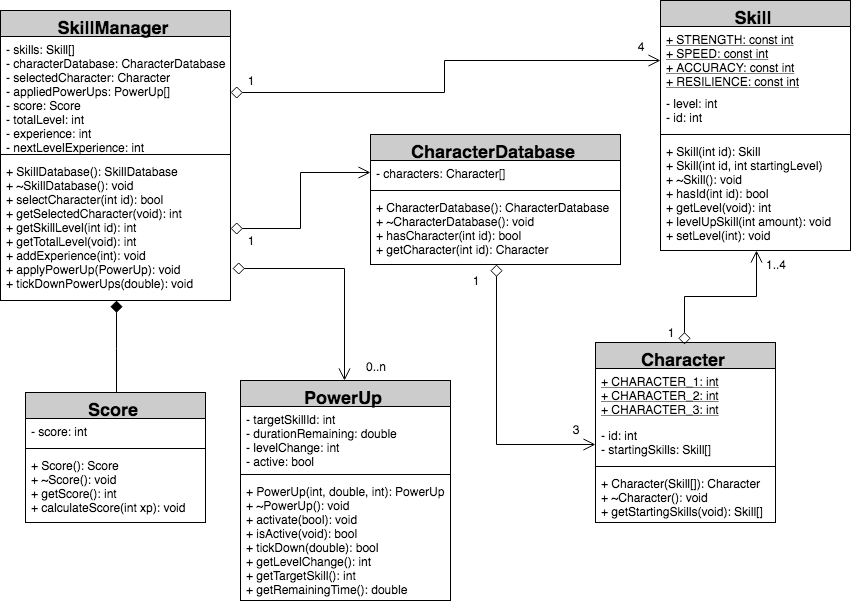 SkillManager
- skills: Skill[]
- characterDatabase: CharacterDatabase
- selectedCharacter: Character
- appliedPowerUps: PowerUp[]
- score: Score
- totalLevel: int
- experience: int
- nextLevelExperience: int
+ SkillDatabase(): SkillDatabase
+ ~SkillDatabase(): void
+ selectCharacter(int id): bool
+ getSelectedCharacter(void): int
+ getSkillLevel(int id): int
+ getTotalLevel(void): int
+ addExperience(int): void
+ applyPowerUp(PowerUp): void
+ tickDownPowerUps(double): void
1
4
1
Skill
+ STRENGTH: const int
+ SPEED: const int
+ ACCURACY: const int
+ RESILIENCE: const int
- level: int
- id: int
+ Skill(int id): Skill
+ Skill(int id, int startingLevel)
+ ~Skill(): void
+ hasId(int id): bool
+ getLevel(void): int
+ levelUpSkill(int amount): void
+ setLevel(int): void
1..4
CharacterDatabase
- characters: Character[]
+ CharacterDatabase(): CharacterDatabase
+ ~CharacterDatabase(): void
+ hasCharacter(int id): bool
+ getCharacter(int id): Character
1
3
1
Character
+ CHARACTER_1: int
+ CHARACTER_2: int
+ CHARACTER_3: int
- id: int
- startingSkills: Skill[]
+ Character(Skill[]): Character
+ ~Character(): void
+ getStartingSkills(void): Skill[]
0..n
PowerUp
- targetSkillId: int
- durationRemaining: double
- levelChange: int
- active: bool
+ PowerUp(int, double, int): PowerUp
+ ~PowerUp(): void
+ activate(bool): void
+ isActive(void): bool
+ tickDown(double): bool
+ getLevelChange(): int
+ getTargetSkill(): int
+ getRemainingTime(): double
Score
- score: int
+ Score(): Score
+ ~Score(): void
+ getScore(): int
+ calculateScore(int xp): void